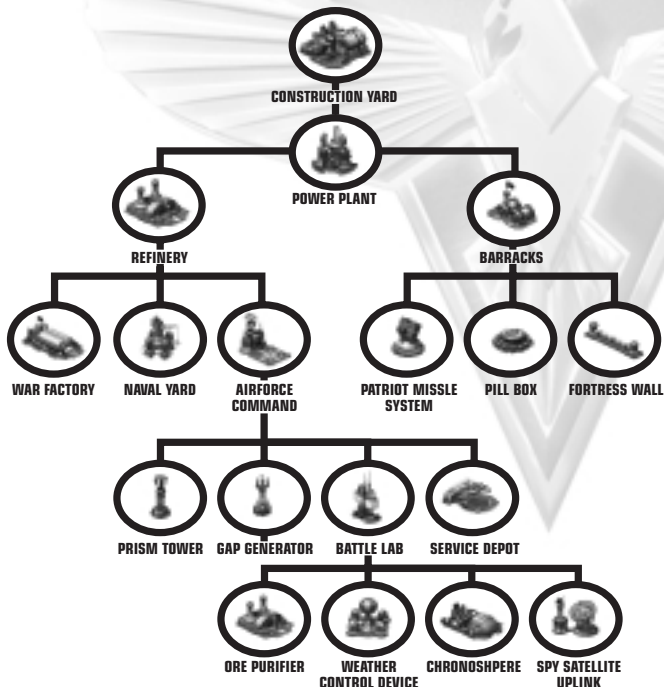 CONSTRUCTION YARD
POWER PLANT
REFINERY
BARRACKS
WAR FACTORY
NAVAL YARD
AIRFORCE
COMMAND
PATRIOT MISSLE
SYSTEM
PILL BOX
FORTRESS WALL
PRISM TOWER
GAP GENERATOR
BATTLE LAB
SERVICE DEPOT
ORE PURIFIER
WEATHER
CONTROL DEVICE
CHRONOSHPERE
SPY SATELLITE
UPLINK